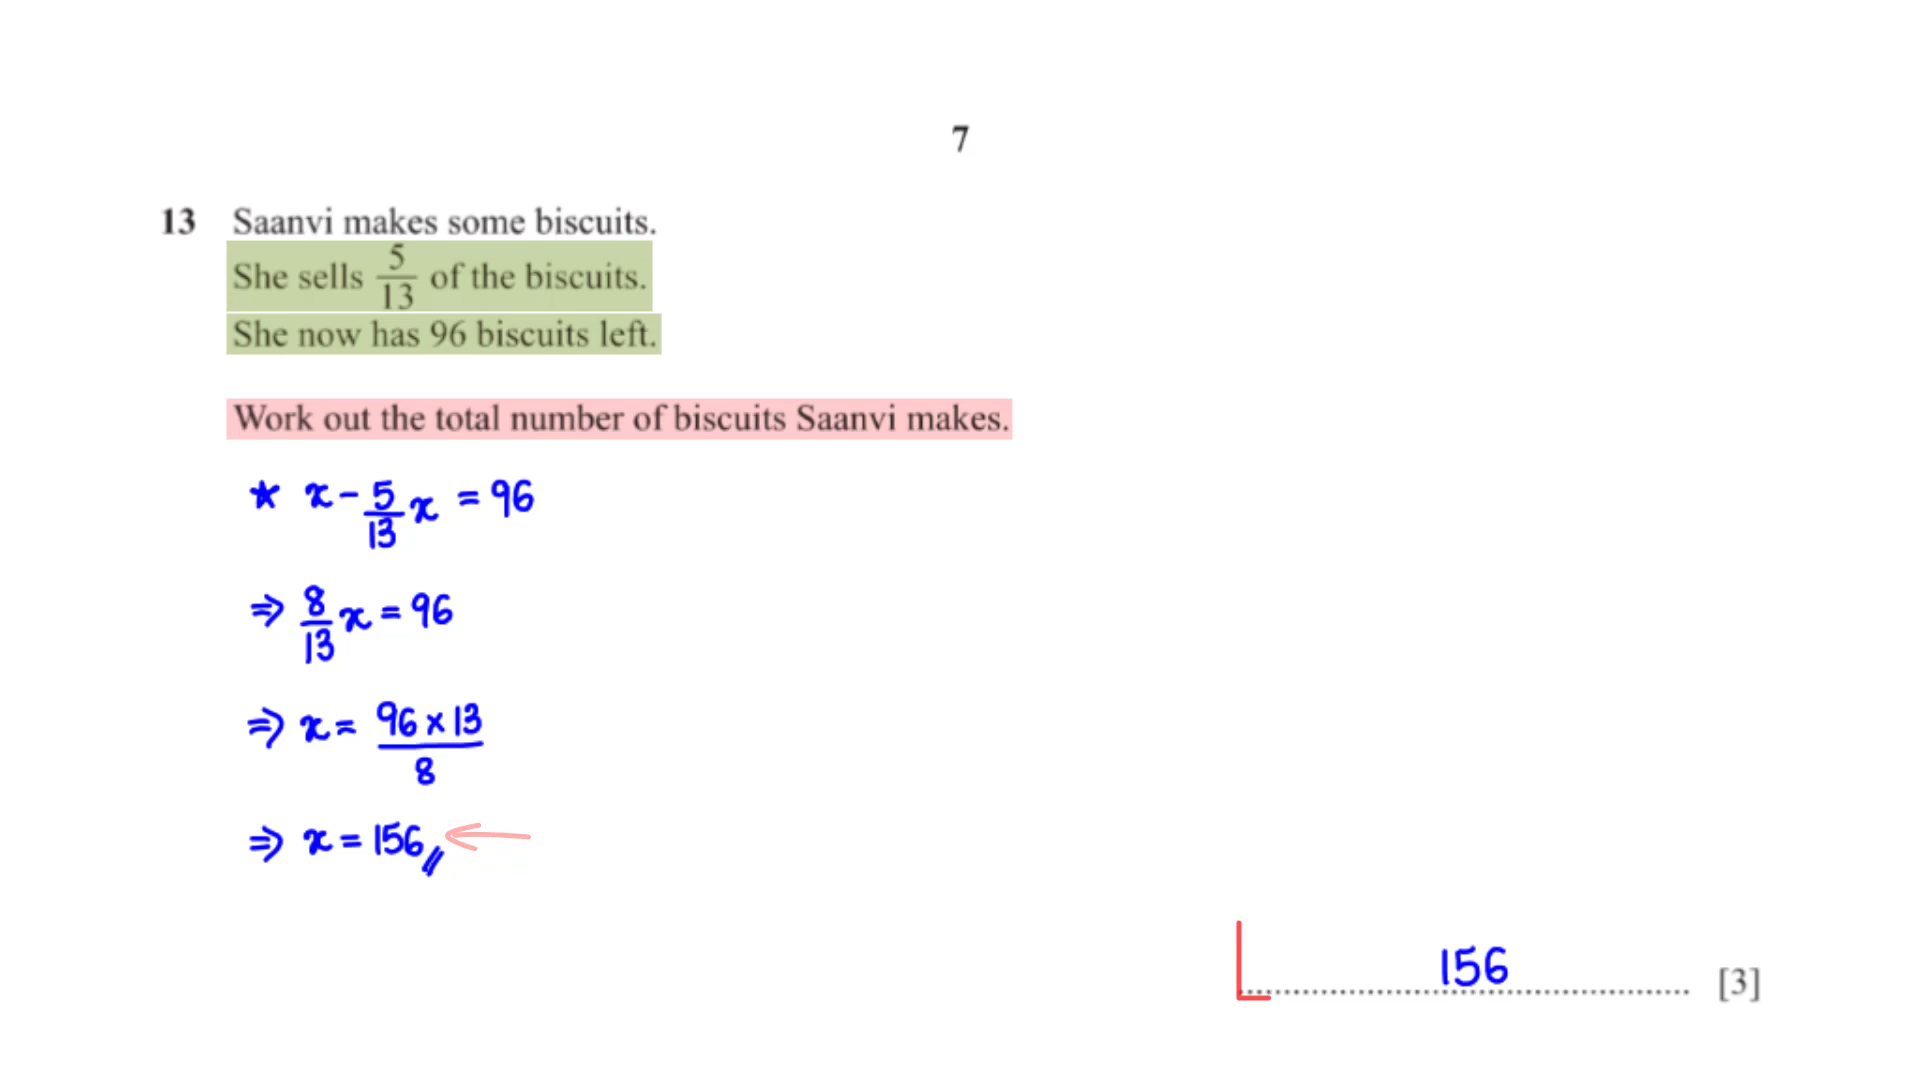 7
13 Saanvi makes some biscuits.
She sells 5/13 of the biscuits.
She now has 96 biscuits left.
Work out the total number of biscuits Saanvi makes.
★ x - 5/13 x = 96
⇒ 8/13 x = 96
⇒ x = 96 × 13 / 8
⇒ x = 156 //
156 [3]